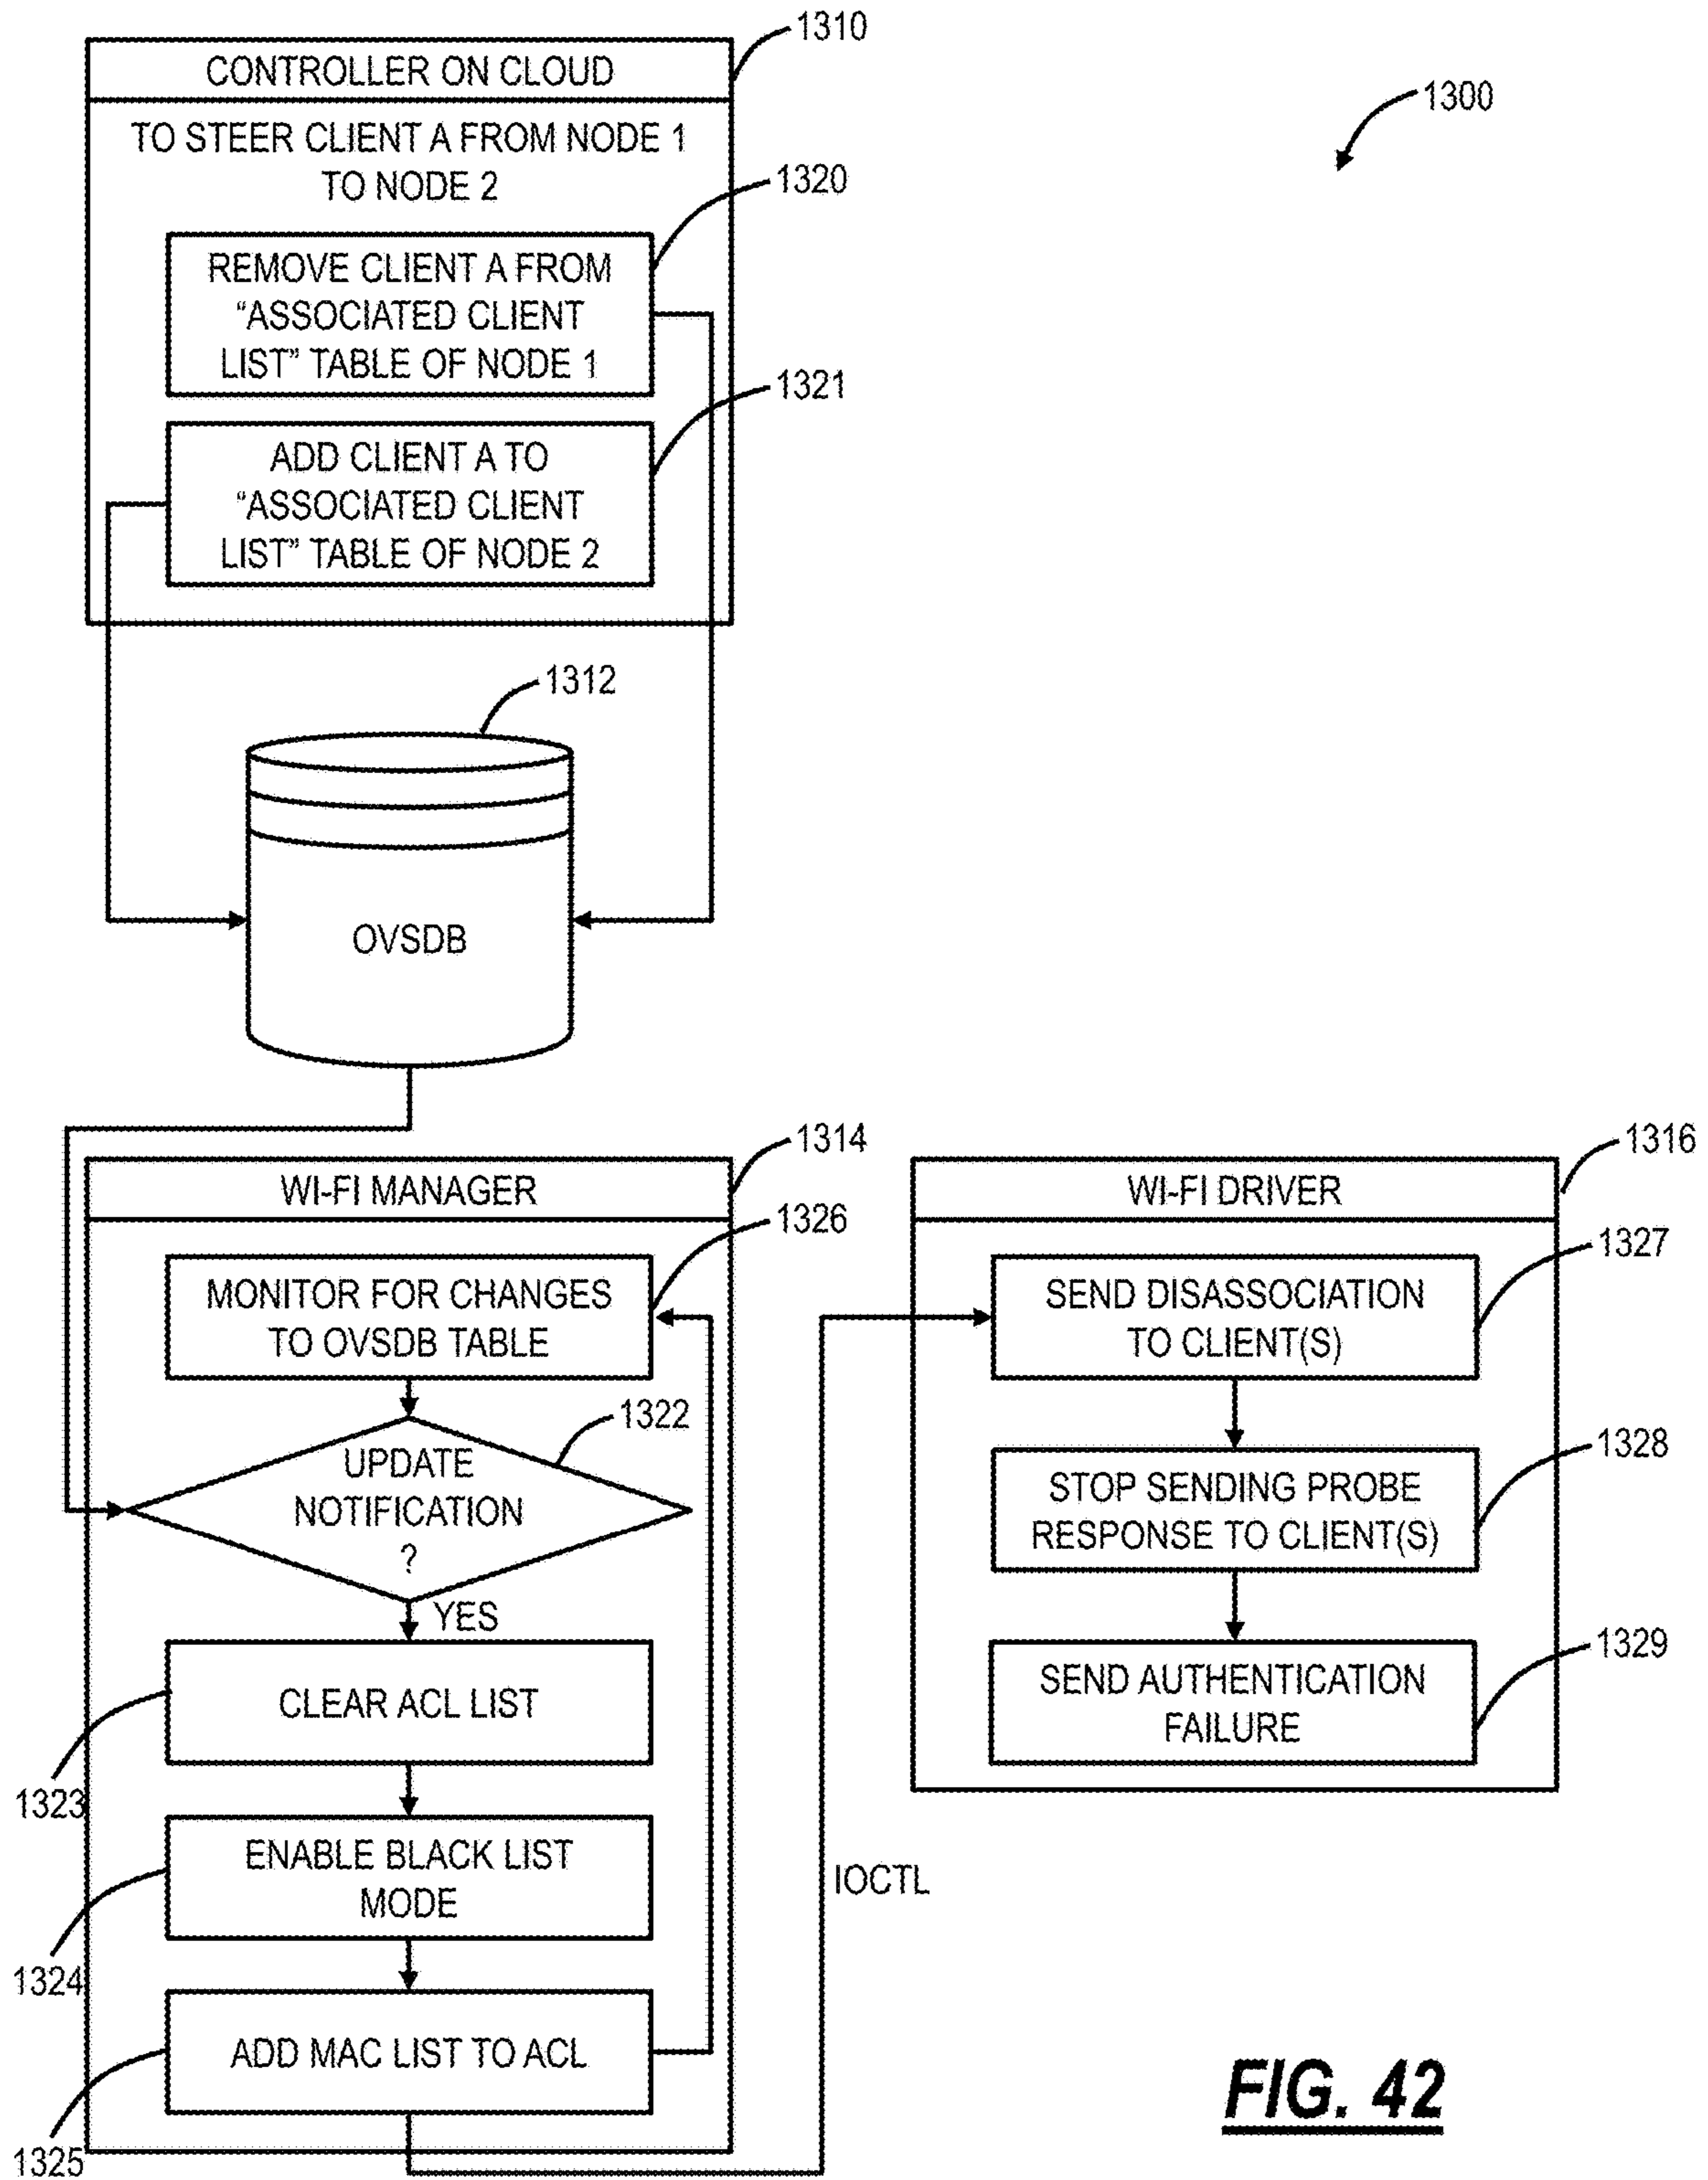 1310
CONTROLLER ON CLOUD
1300
TO STEER CLIENT A FROM NODE 1
TO NODE 2
1320
REMOVE CLIENT A FROM
“ASSOCIATED CLIENT
LIST” TABLE OF NODE 1
1321
ADD CLIENT A TO
“ASSOCIATED CLIENT
LIST” TABLE OF NODE 2
1312
OVSDB
1314
WI-FI MANAGER
1326
MONITOR FOR CHANGES
TO OVSDB TABLE
1322
UPDATE
NOTIFICATION
?
YES
CLEAR ACL LIST
1323
ENABLE BLACK LIST
MODE
1324
ADD MAC LIST TO ACL
1325
IOCTL
1316
WI-FI DRIVER
1327
SEND DISASSOCIATION
TO CLIENT(S)
1328
STOP SENDING PROBE
RESPONSE TO CLIENT(S)
1329
SEND AUTHENTICATION
FAILURE
FIG. 42